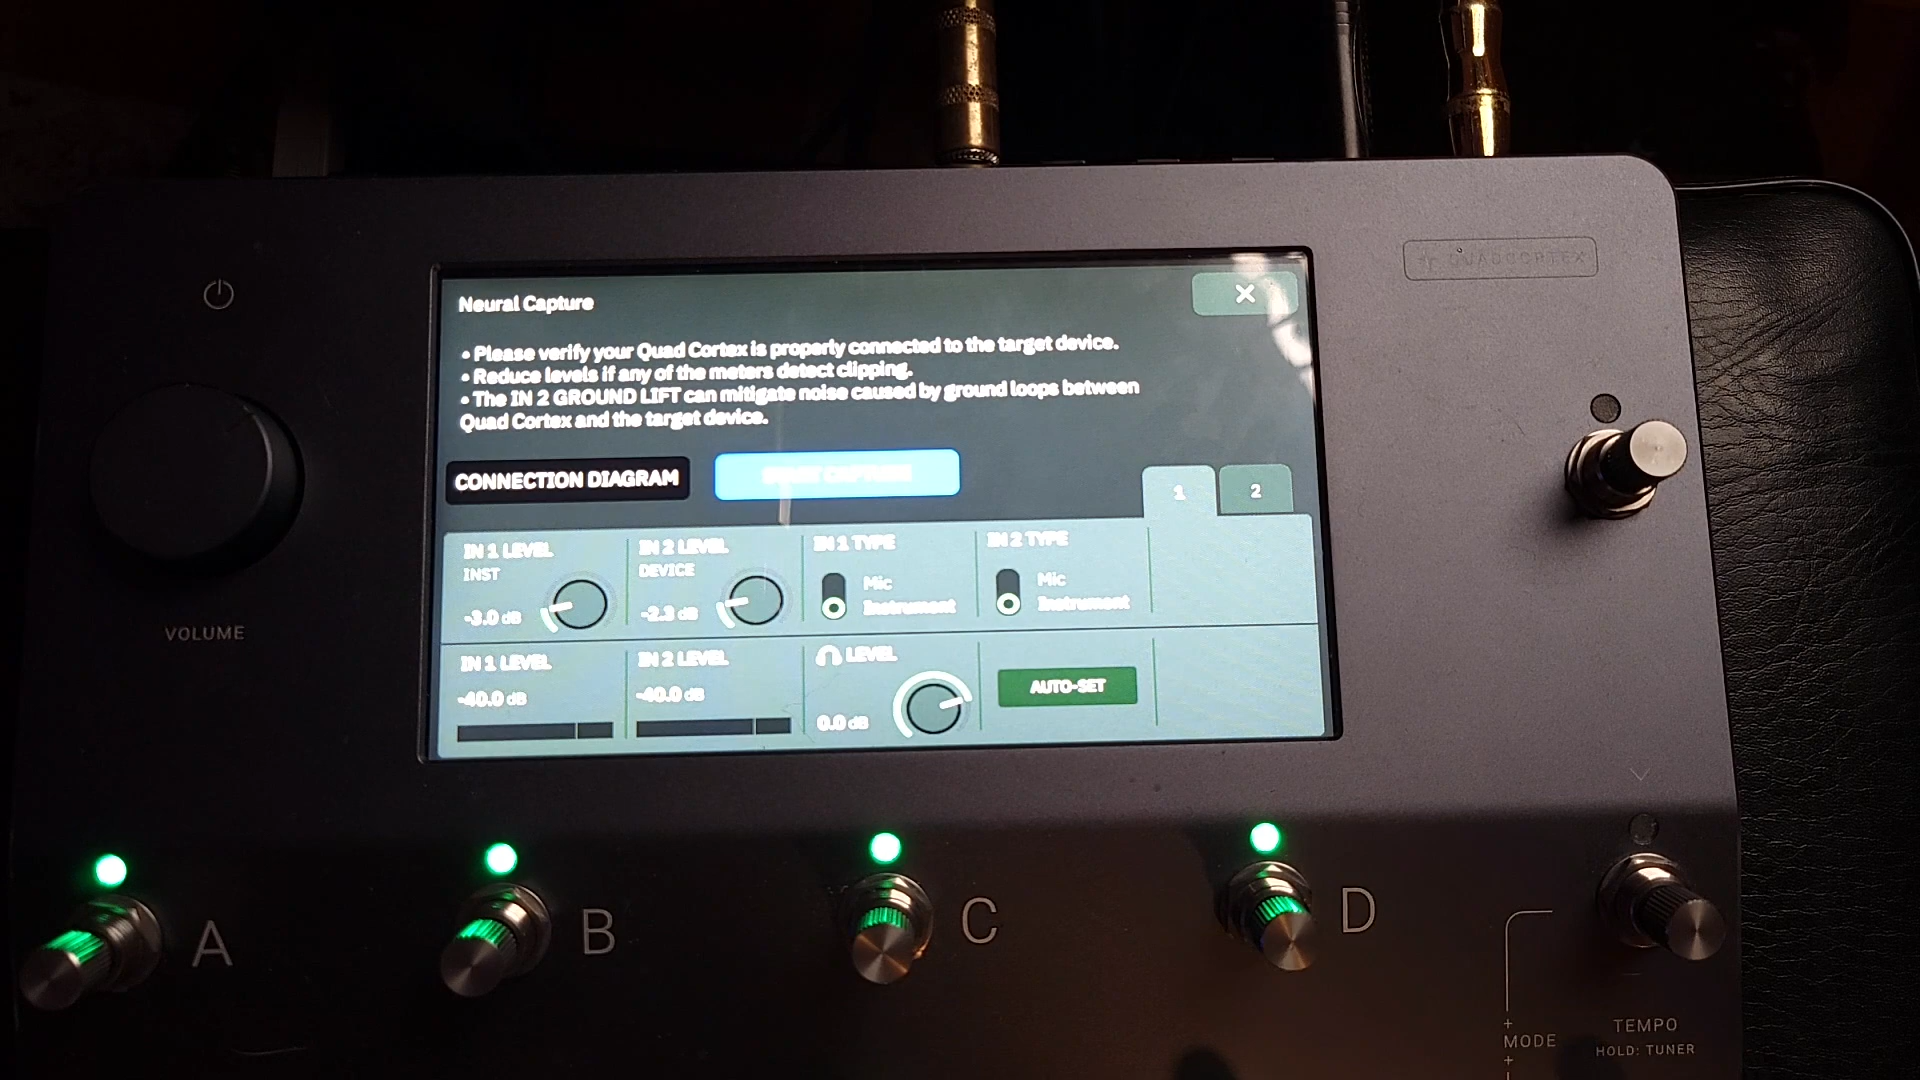 QUAD CORTEX
Neural Capture
• Please verify your Quad Cortex is properly connected to the target device.
• Reduce levels if any of the meters detect clipping.
• The IN 2 GROUND LIFT can mitigate noise caused by ground loops between
Quad Cortex and the target device.
CONNECTION DIAGRAM
START CAPTURE
1
2
IN 1 LEVEL
INST
-3.0 dB
IN 2 LEVEL
DEVICE
-2.3 dB
IN 1 TYPE
Mic
Instrument
IN 2 TYPE
Mic
Instrument
IN 1 LEVEL
-40.0 dB
IN 2 LEVEL
-40.0 dB
LEVEL
0.0 dB
AUTO-SET
VOLUME
A
B
C
D
+
MODE
+
TEMPO
HOLD: TUNER